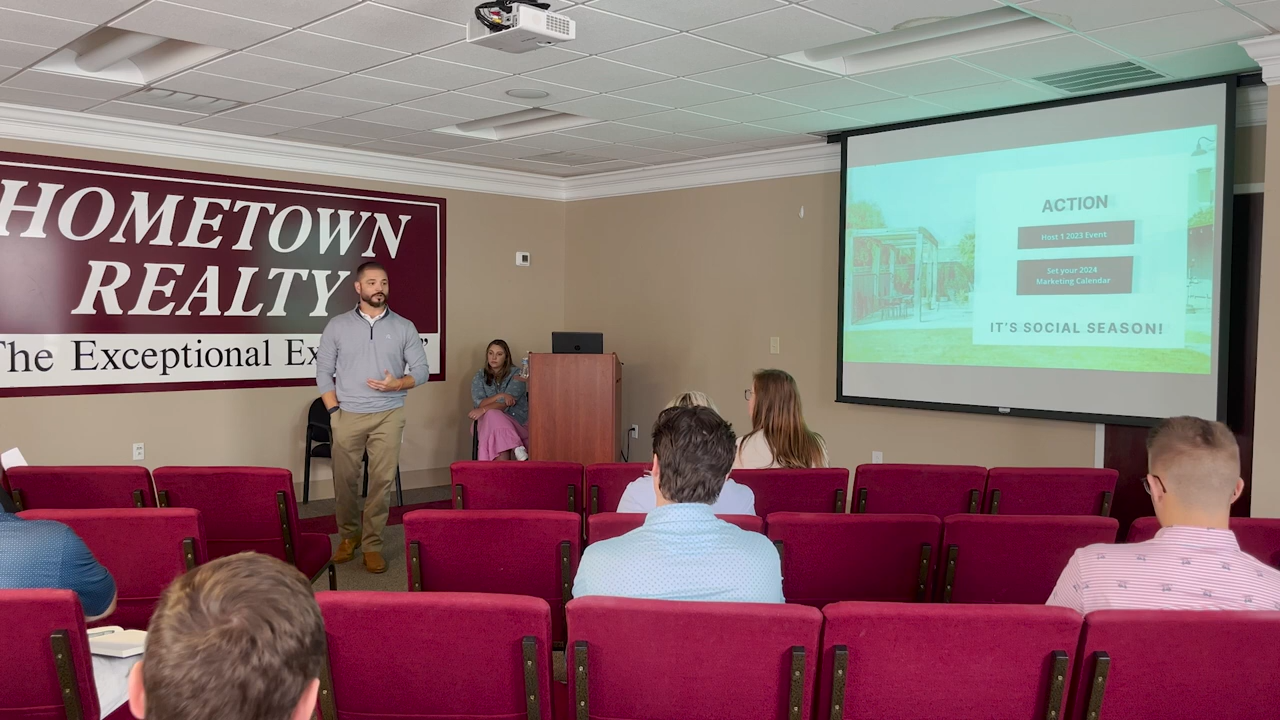 HOMETOWN
REALTY
The Exceptional Ex
ACTION
Host 1 2023 Event
Set your 2024
Marketing Calendar
IT'S SOCIAL SEASON!